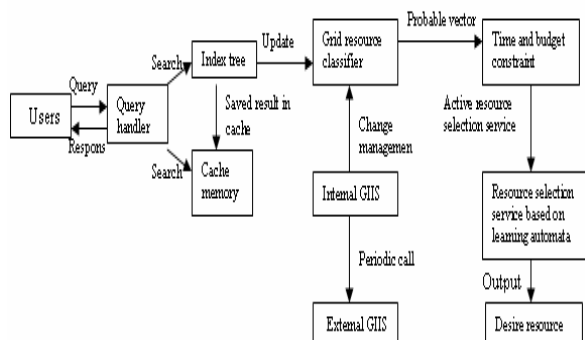 Users
Query
Respons
Query
handler
Search
Search
Index tree
Saved result in
cache
Cache
memory
Update
Grid resource
classifier
Change
managemen
Internal GIIS
Periodic call
External GIIS
Probable vector
Time and budget
constraint
Active resource
selection service
Resource selection
service based on
learning automata
Output
Desire resource